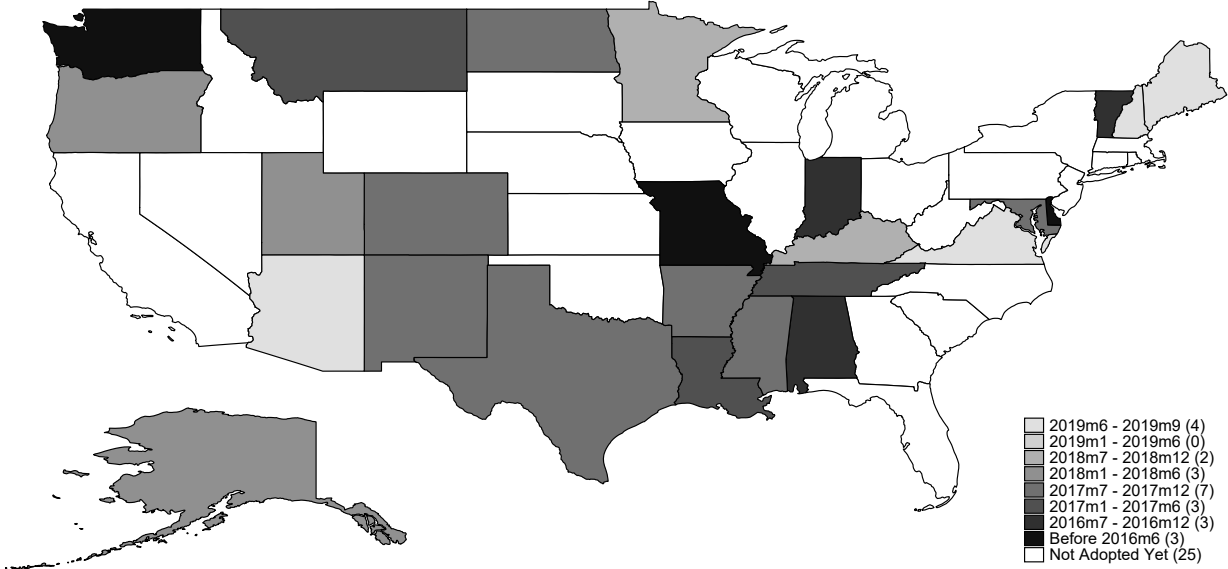 2019m6 - 2019m9 (4)
2019m1 - 2019m6 (0)
2018m7 - 2018m12 (2)
2018m1 - 2018m6 (3)
2017m7 - 2017m12 (7)
2017m1 - 2017m6 (3)
2016m7 - 2016m12 (3)
Before 2016m6 (3)
Not Adopted Yet (25)